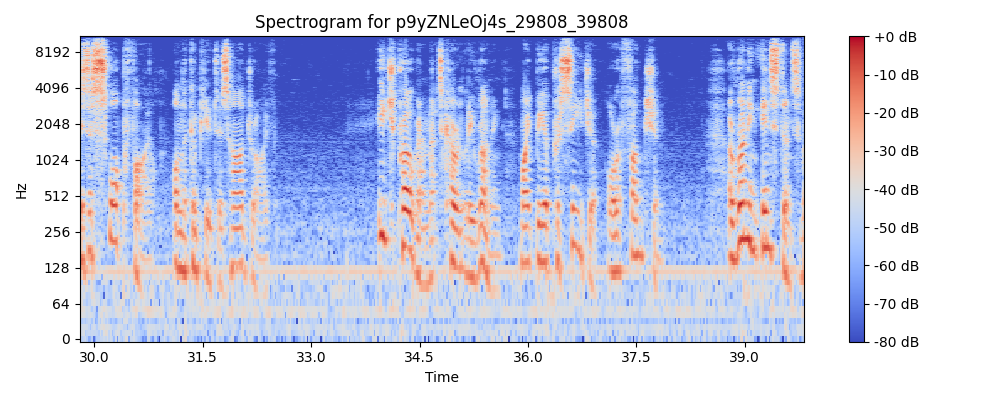 Spectrogram for p9yZNLeOj4s_29808_39808
Hz
8192
4096
2048
1024
512
256
128
64
0
30.0 31.5 33.0 34.5 36.0 37.5 39.0
Time
+0 dB
-10 dB
-20 dB
-30 dB
-40 dB
-50 dB
-60 dB
-70 dB
-80 dB